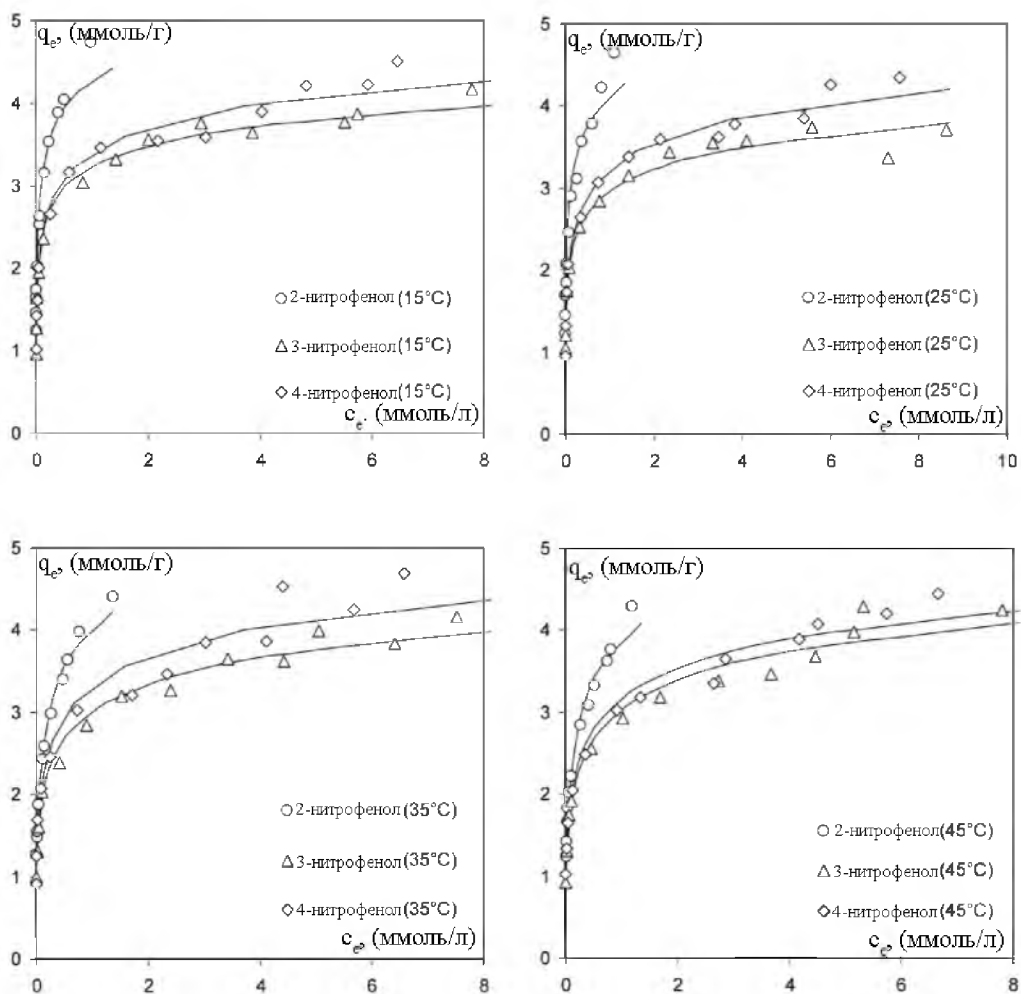 qe, (ммоль/г)
5
4
3
2
1
0
○ 2-нитрофенол (15°C)
△ 3-нитрофенол (15°C)
◇ 4-нитрофенол (15°C)
ce. (ммоль/л)
0 2 4 6 8
qe, (ммоль/г)
5
4
3
2
1
0
○ 2-нитрофенол (25°C)
△ 3-нитрофенол (25°C)
◇ 4-нитрофенол (25°C)
ce, (ммоль/л)
0 2 4 6 8 10
qe, (ммоль/г)
5
4
3
2
1
0
○ 2-нитрофенол (35°C)
△ 3-нитрофенол (35°C)
◇ 4-нитрофенол (35°C)
ce, (ммоль/л)
0 2 4 6 8
qe, (ммоль/г)
5
4
3
2
1
0
○ 2-нитрофенол (45°C)
△ 3-нитрофенол (45°C)
◇ 4-нитрофенол (45°C)
ce, (ммоль/л)
0 2 4 6 8